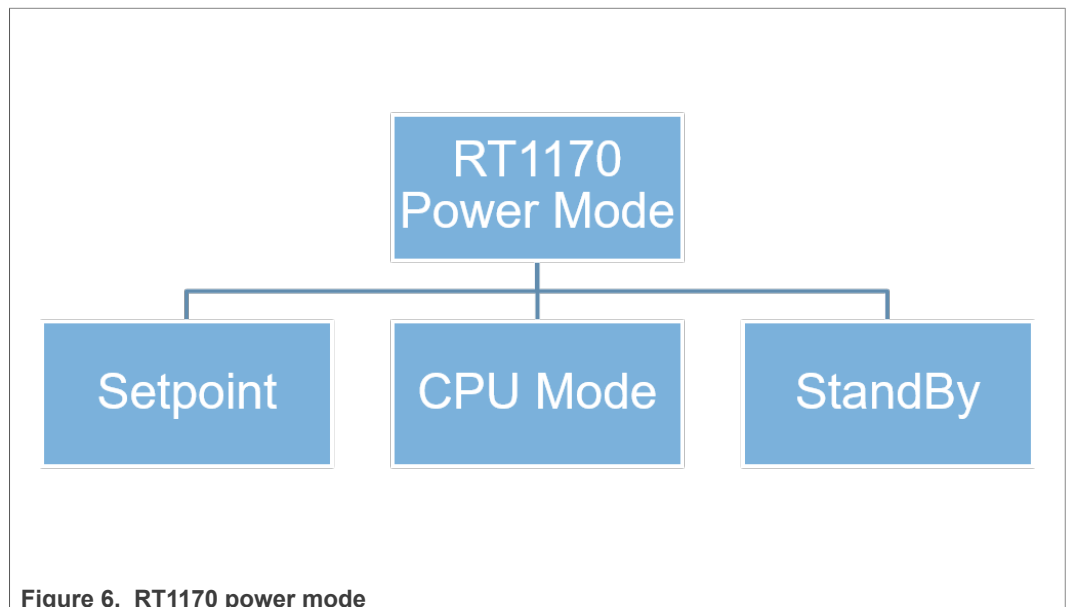 RT1170
Power Mode
Setpoint
CPU Mode
StandBy
Figure 6. RT1170 power mode